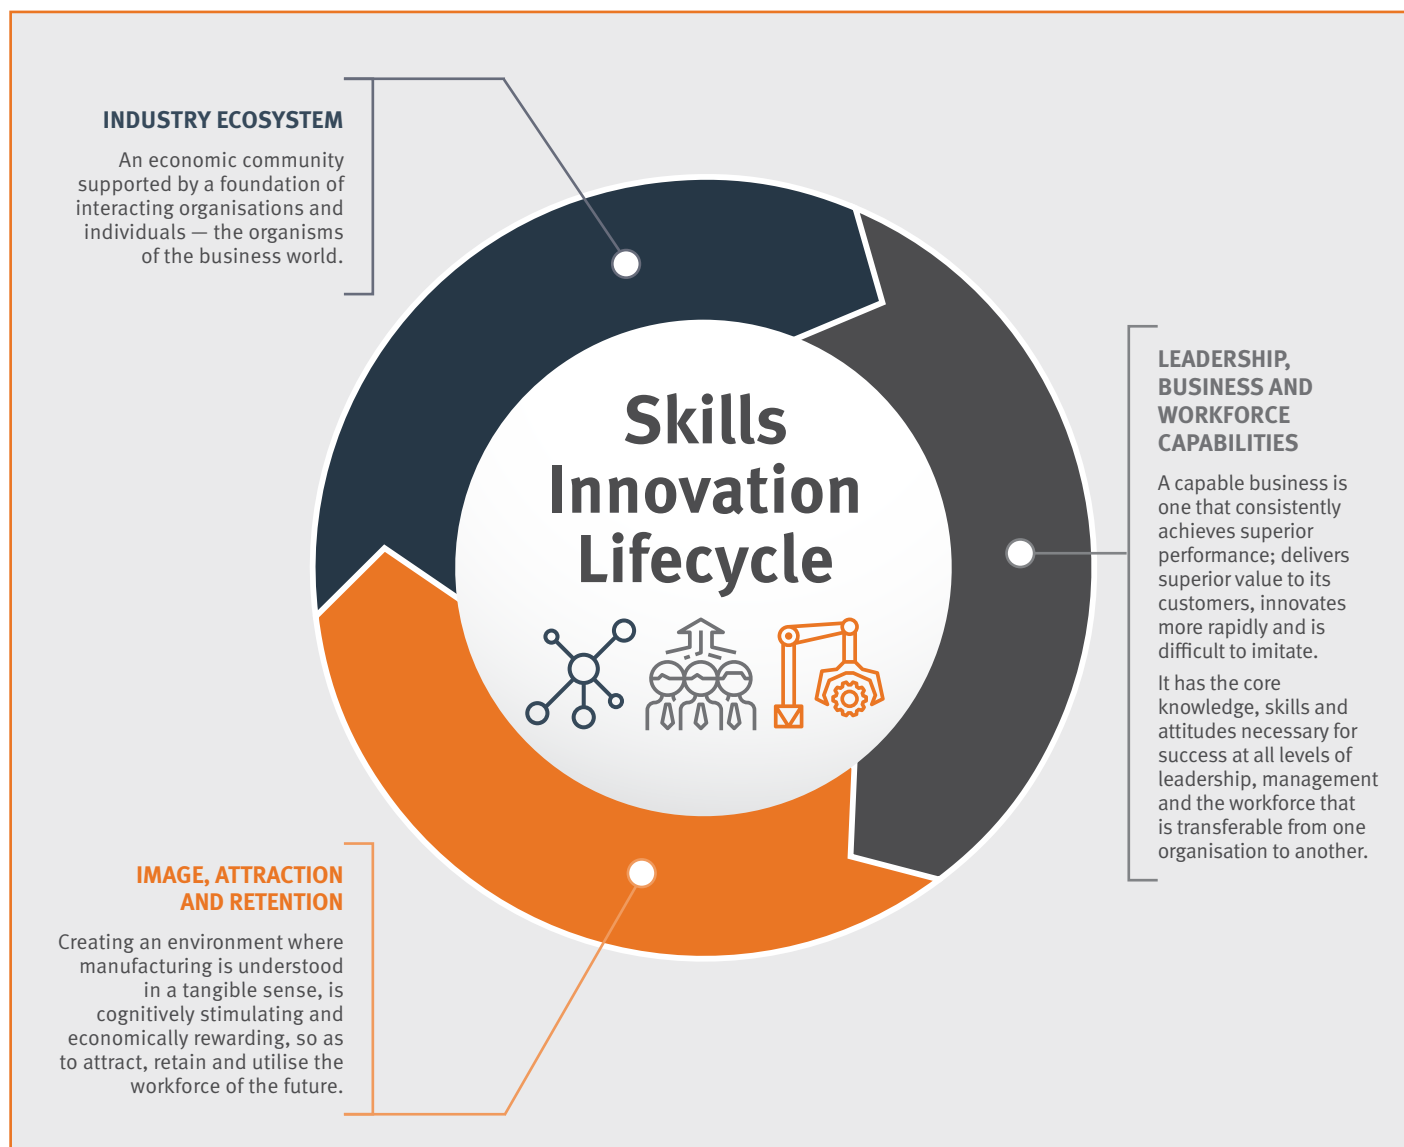 INDUSTRY ECOSYSTEM
An economic community
supported by a foundation of
interacting organisations and
individuals — the organisms
of the business world.
Skills
Innovation
Lifecycle
LEADERSHIP,
BUSINESS AND
WORKFORCE
CAPABILITIES
A capable business is
one that consistently
achieves superior
performance; delivers
superior value to its
customers, innovates
more rapidly and is
difficult to imitate.
It has the core
knowledge, skills and
attitudes necessary for
success at all levels of
leadership, management
and the workforce that
is transferable from one
organisation to another.
IMAGE, ATTRACTION
AND RETENTION
Creating an environment where
manufacturing is understood
in a tangible sense, is
cognitively stimulating and
economically rewarding, so as
to attract, retain and utilise the
workforce of the future.